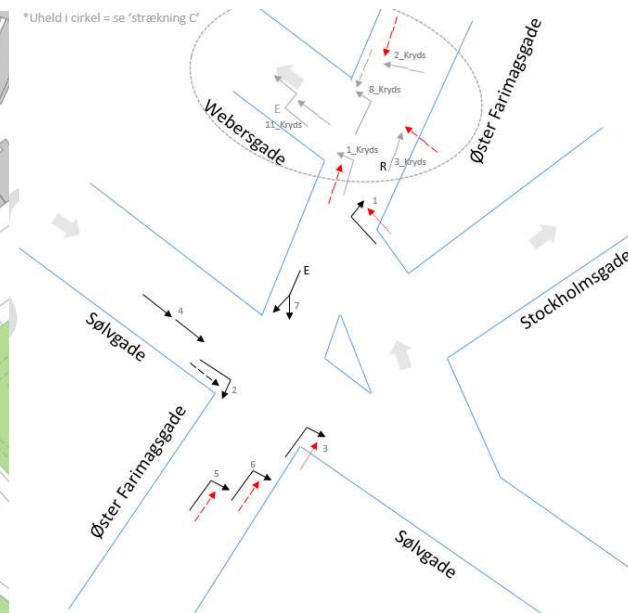 *Uheld i cirkel = se 'strækning C'
2_Kryds
8_Kryds
E
11_Kryds
1_Kryds
R
3_Kryds
Webersgade
Øster Farimagsgade
1
E
7
4
Stockholmsgade
Sølvgade
2
3
5
6
Øster Farimagsgade
Sølvgade